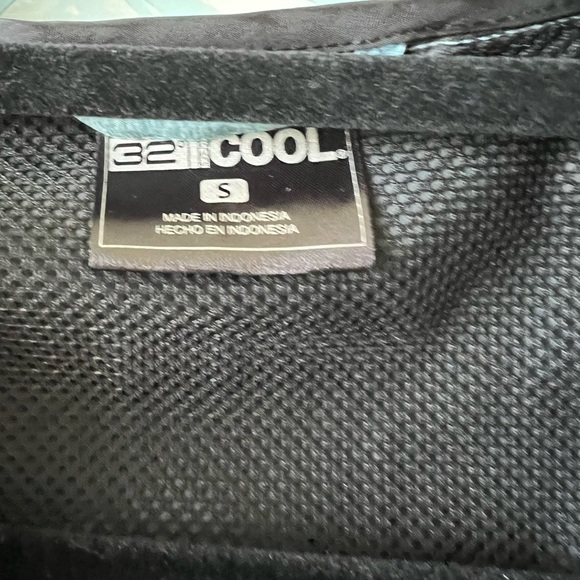 32° COOL®
S
MADE IN INDONESIA
HECHO EN INDONESIA